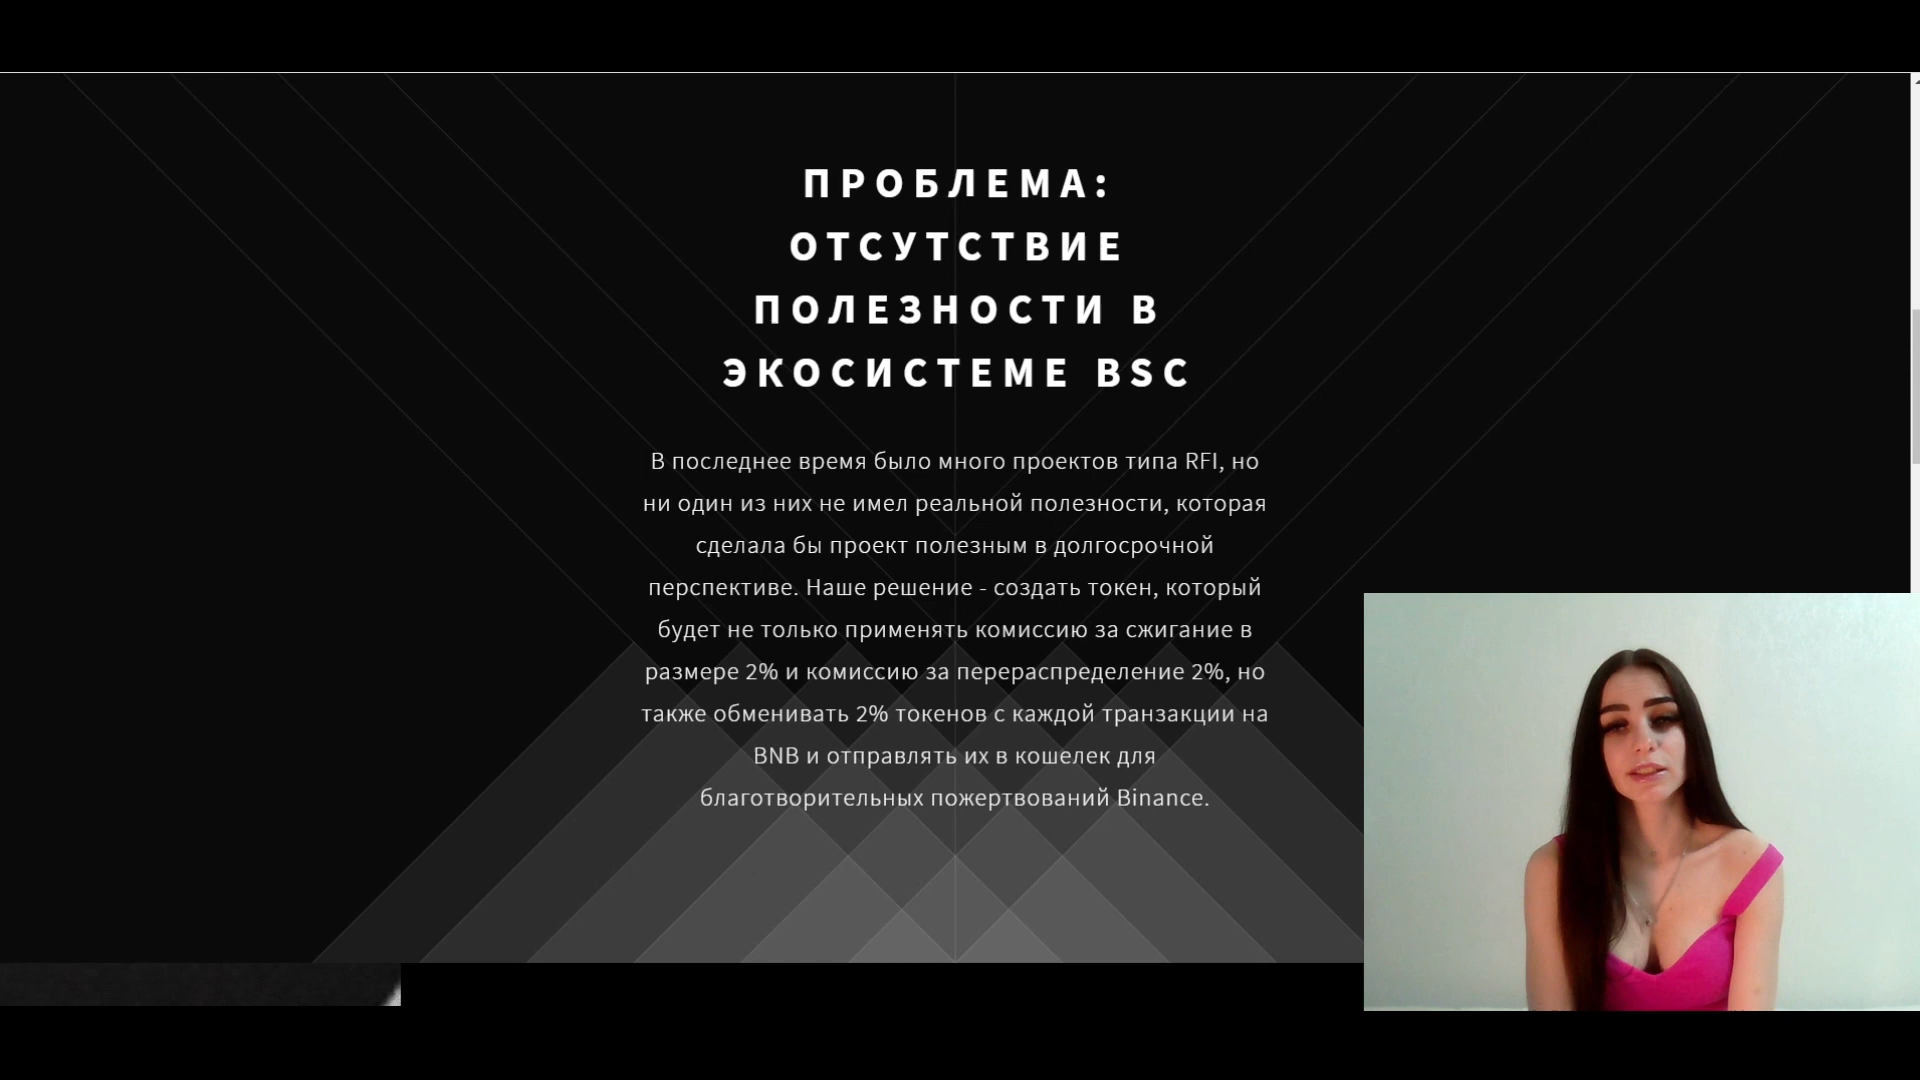 ПРОБЛЕМА:
ОТСУТСТВИЕ
ПОЛЕЗНОСТИ В
ЭКОСИСТЕМЕ BSC
В последнее время было много проектов типа RFI, но
ни один из них не имел реальной полезности, которая
сделала бы проект полезным в долгосрочной
перспективе. Наше решение - создать токен, который
будет не только применять комиссию за сжигание в
размере 2% и комиссию за перераспределение 2%, но
также обменивать 2% токенов с каждой транзакции на
BNB и отправлять их в кошелек для
благотворительных пожертвований Binance.